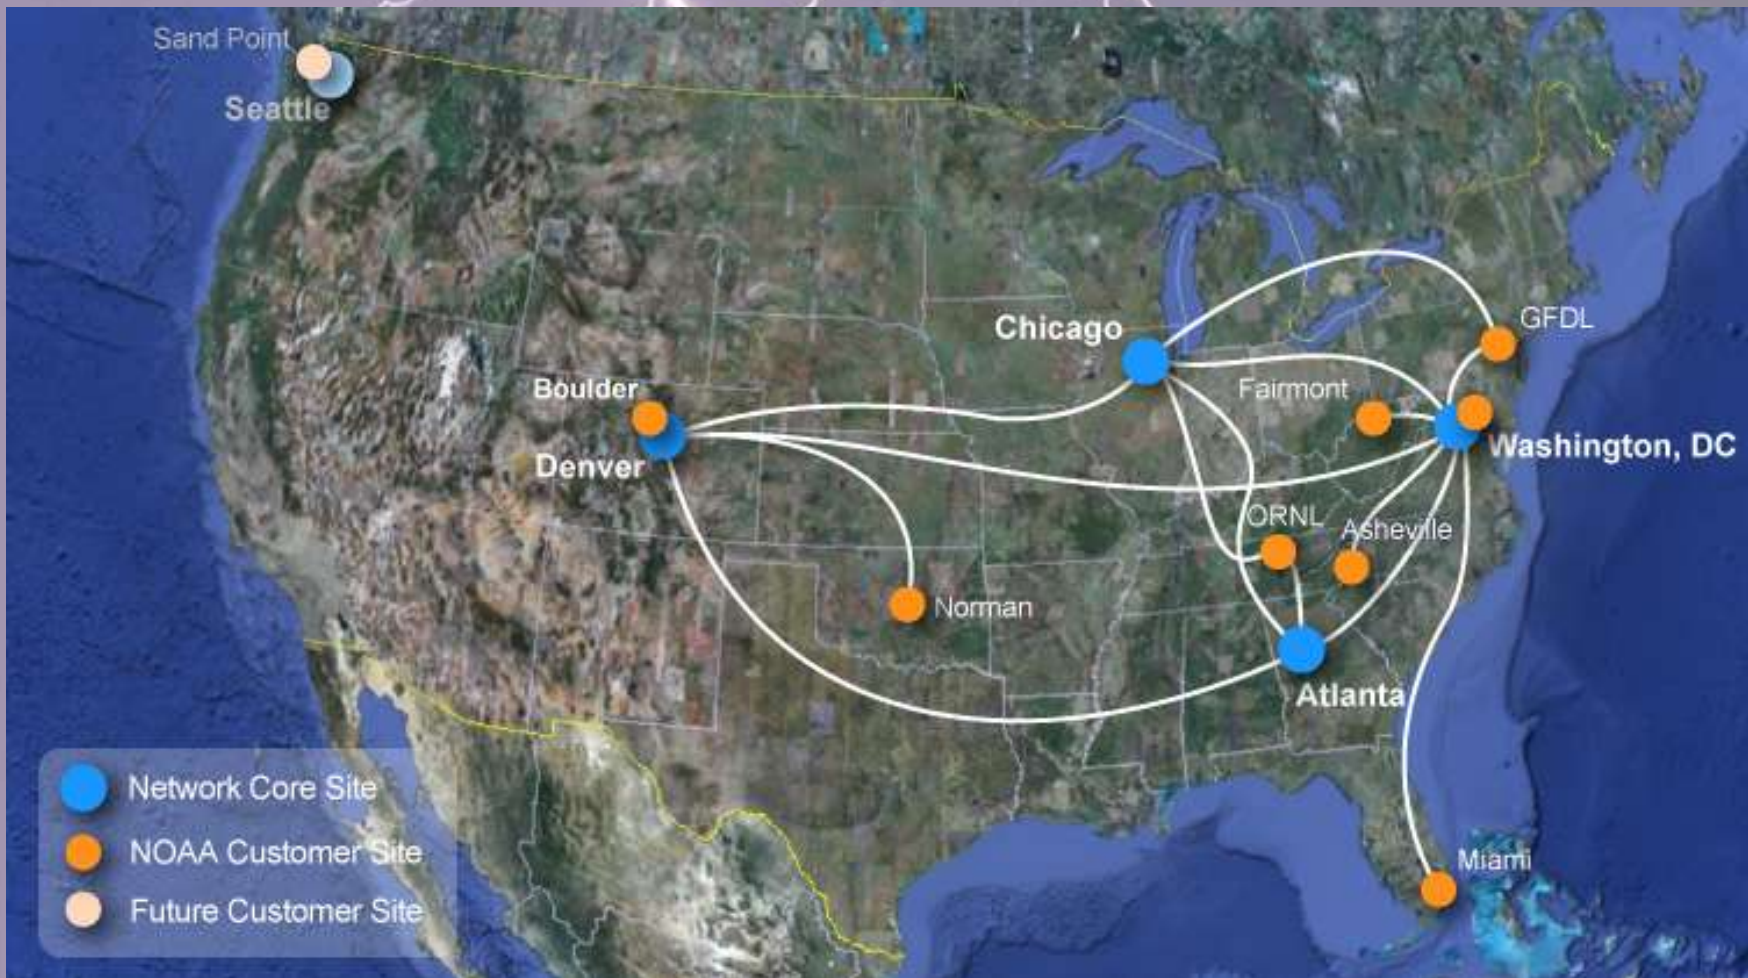 Sand Point
Seattle
GFDL
Chicago
Boulder
Fairmont
Denver
Washington, DC
ORNL
Asheville
Norman
Atlanta
Network Core Site
NOAA Customer Site
Miami
Future Customer Site